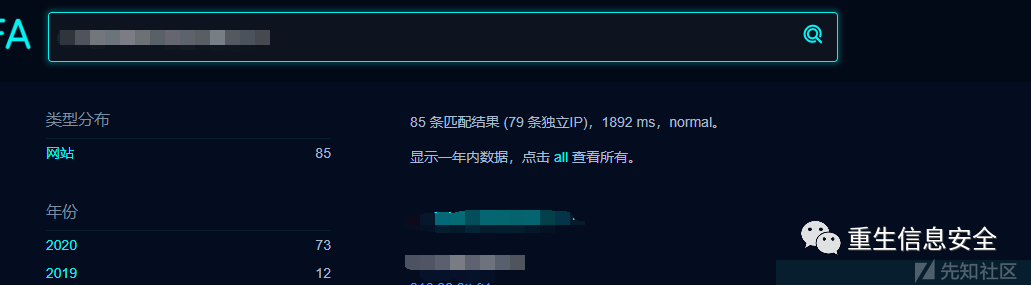 FA
类型分布
网站 85
年份
2020 73
2019 12
85 条匹配结果 (79 条独立IP)，1892 ms，normal。
显示一年内数据，点击 all 查看所有。
重生信息安全
先知社区